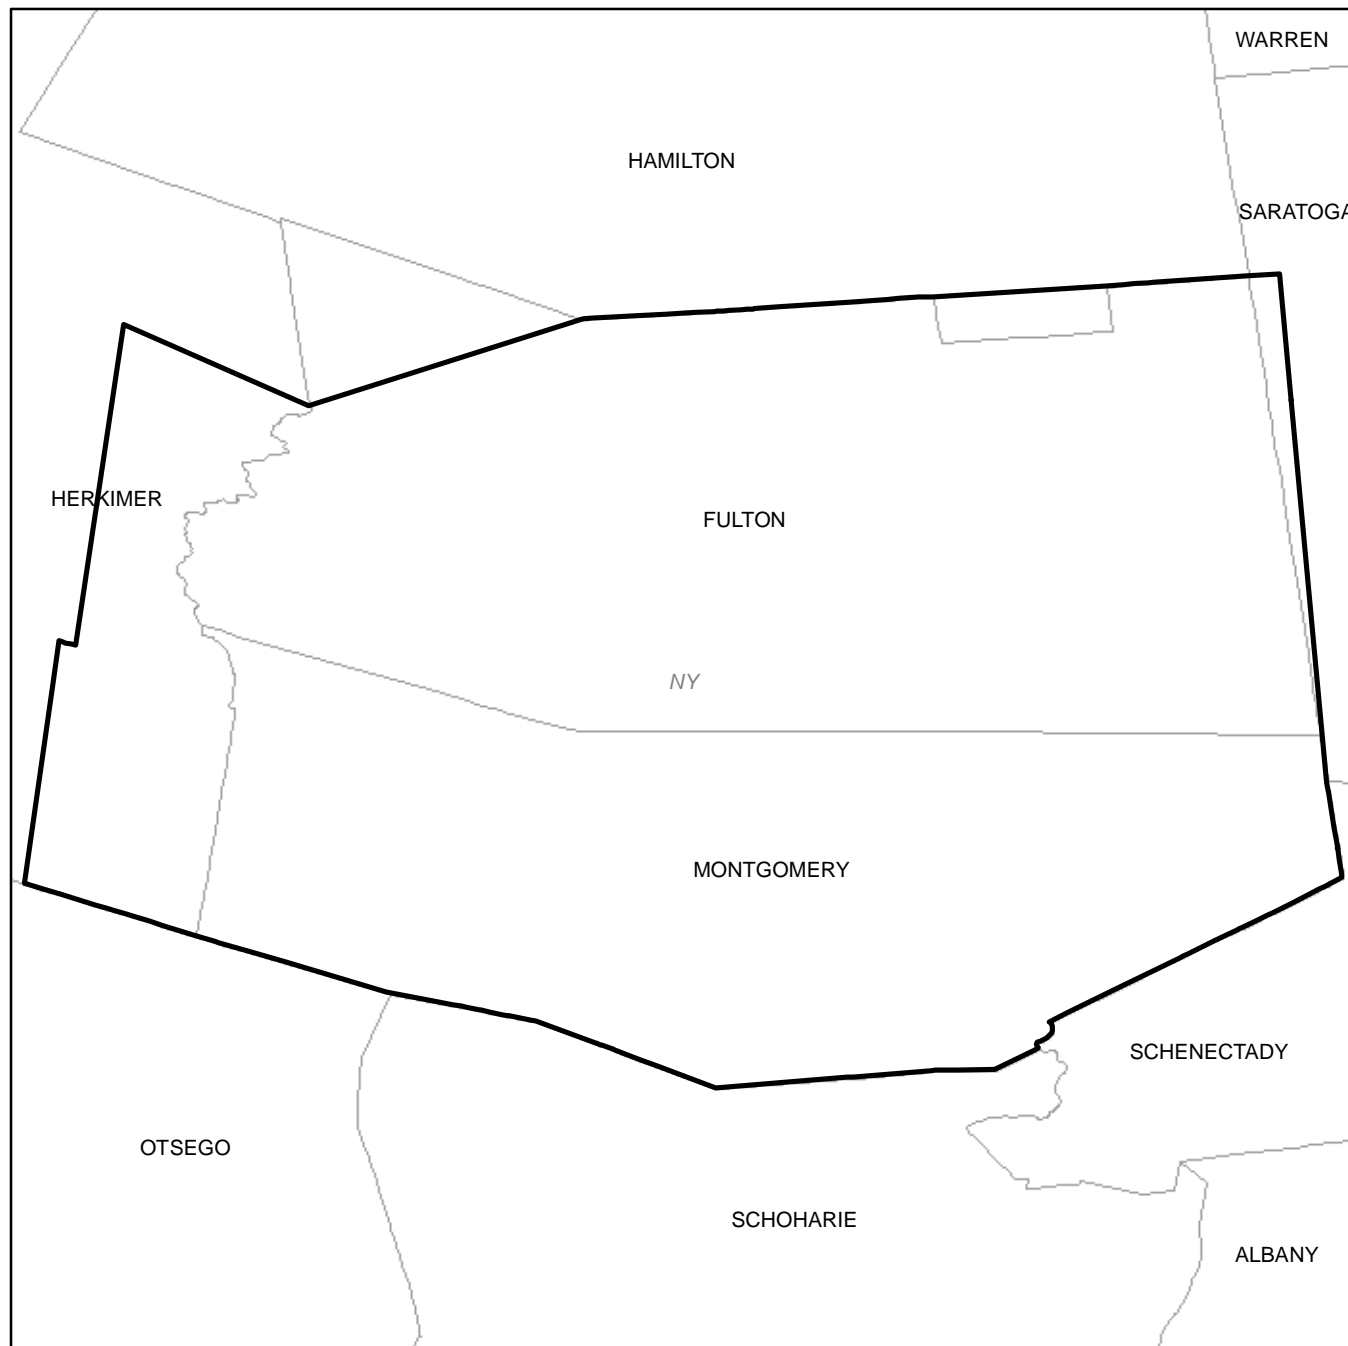 WARREN
HAMILTON
SARATOGA
HERKIMER
FULTON
NY
MONTGOMERY
SCHENECTADY
OTSEGO
SCHOHARIE
ALBANY